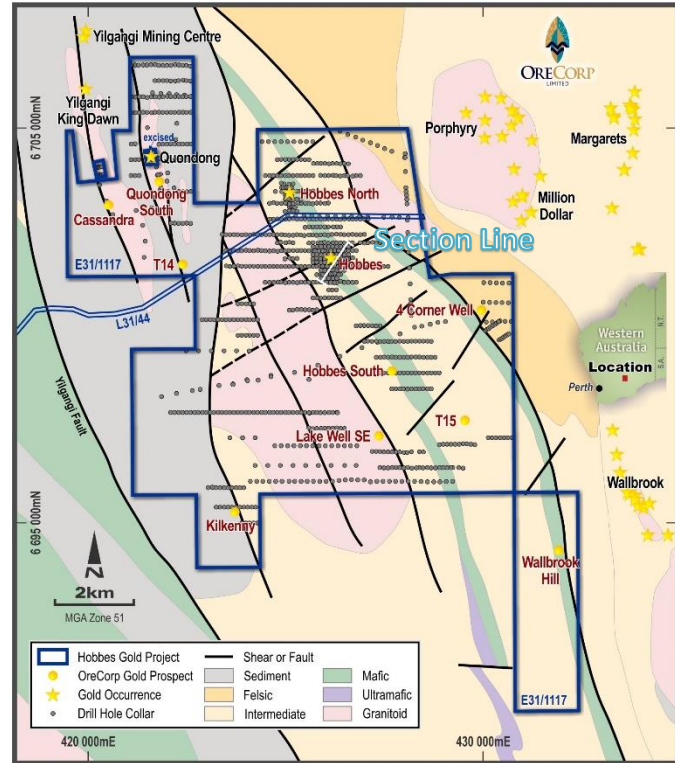 Yilgangi Mining Centre
ORECORP
LIMITED
Yilgangi
King Dawn
excised
Quondong
6 705 000mN
Porphyry
Margarets
Million
Dollar
Quondong
South
Cassandra
Hobbes North
Section Line
E31/1117
T14
Hobbes
L31/44
4 Corner Well
Western
Australia
N.T.
S.A.
Location
Perth
Yilgangi Fault
Hobbes South
T15
Lake Well SE
Wallbrook
6 695 000mN
Kilkenny
Wallbrook
Hill
N
2km
MGA Zone 51
Hobbes Gold Project
OreCorp Gold Prospect
Gold Occurrence
Drill Hole Collar
Shear or Fault
Sediment
Felsic
Intermediate
Mafic
Ultramafic
Granitoid
E31/1117
420 000mE
430 000mE